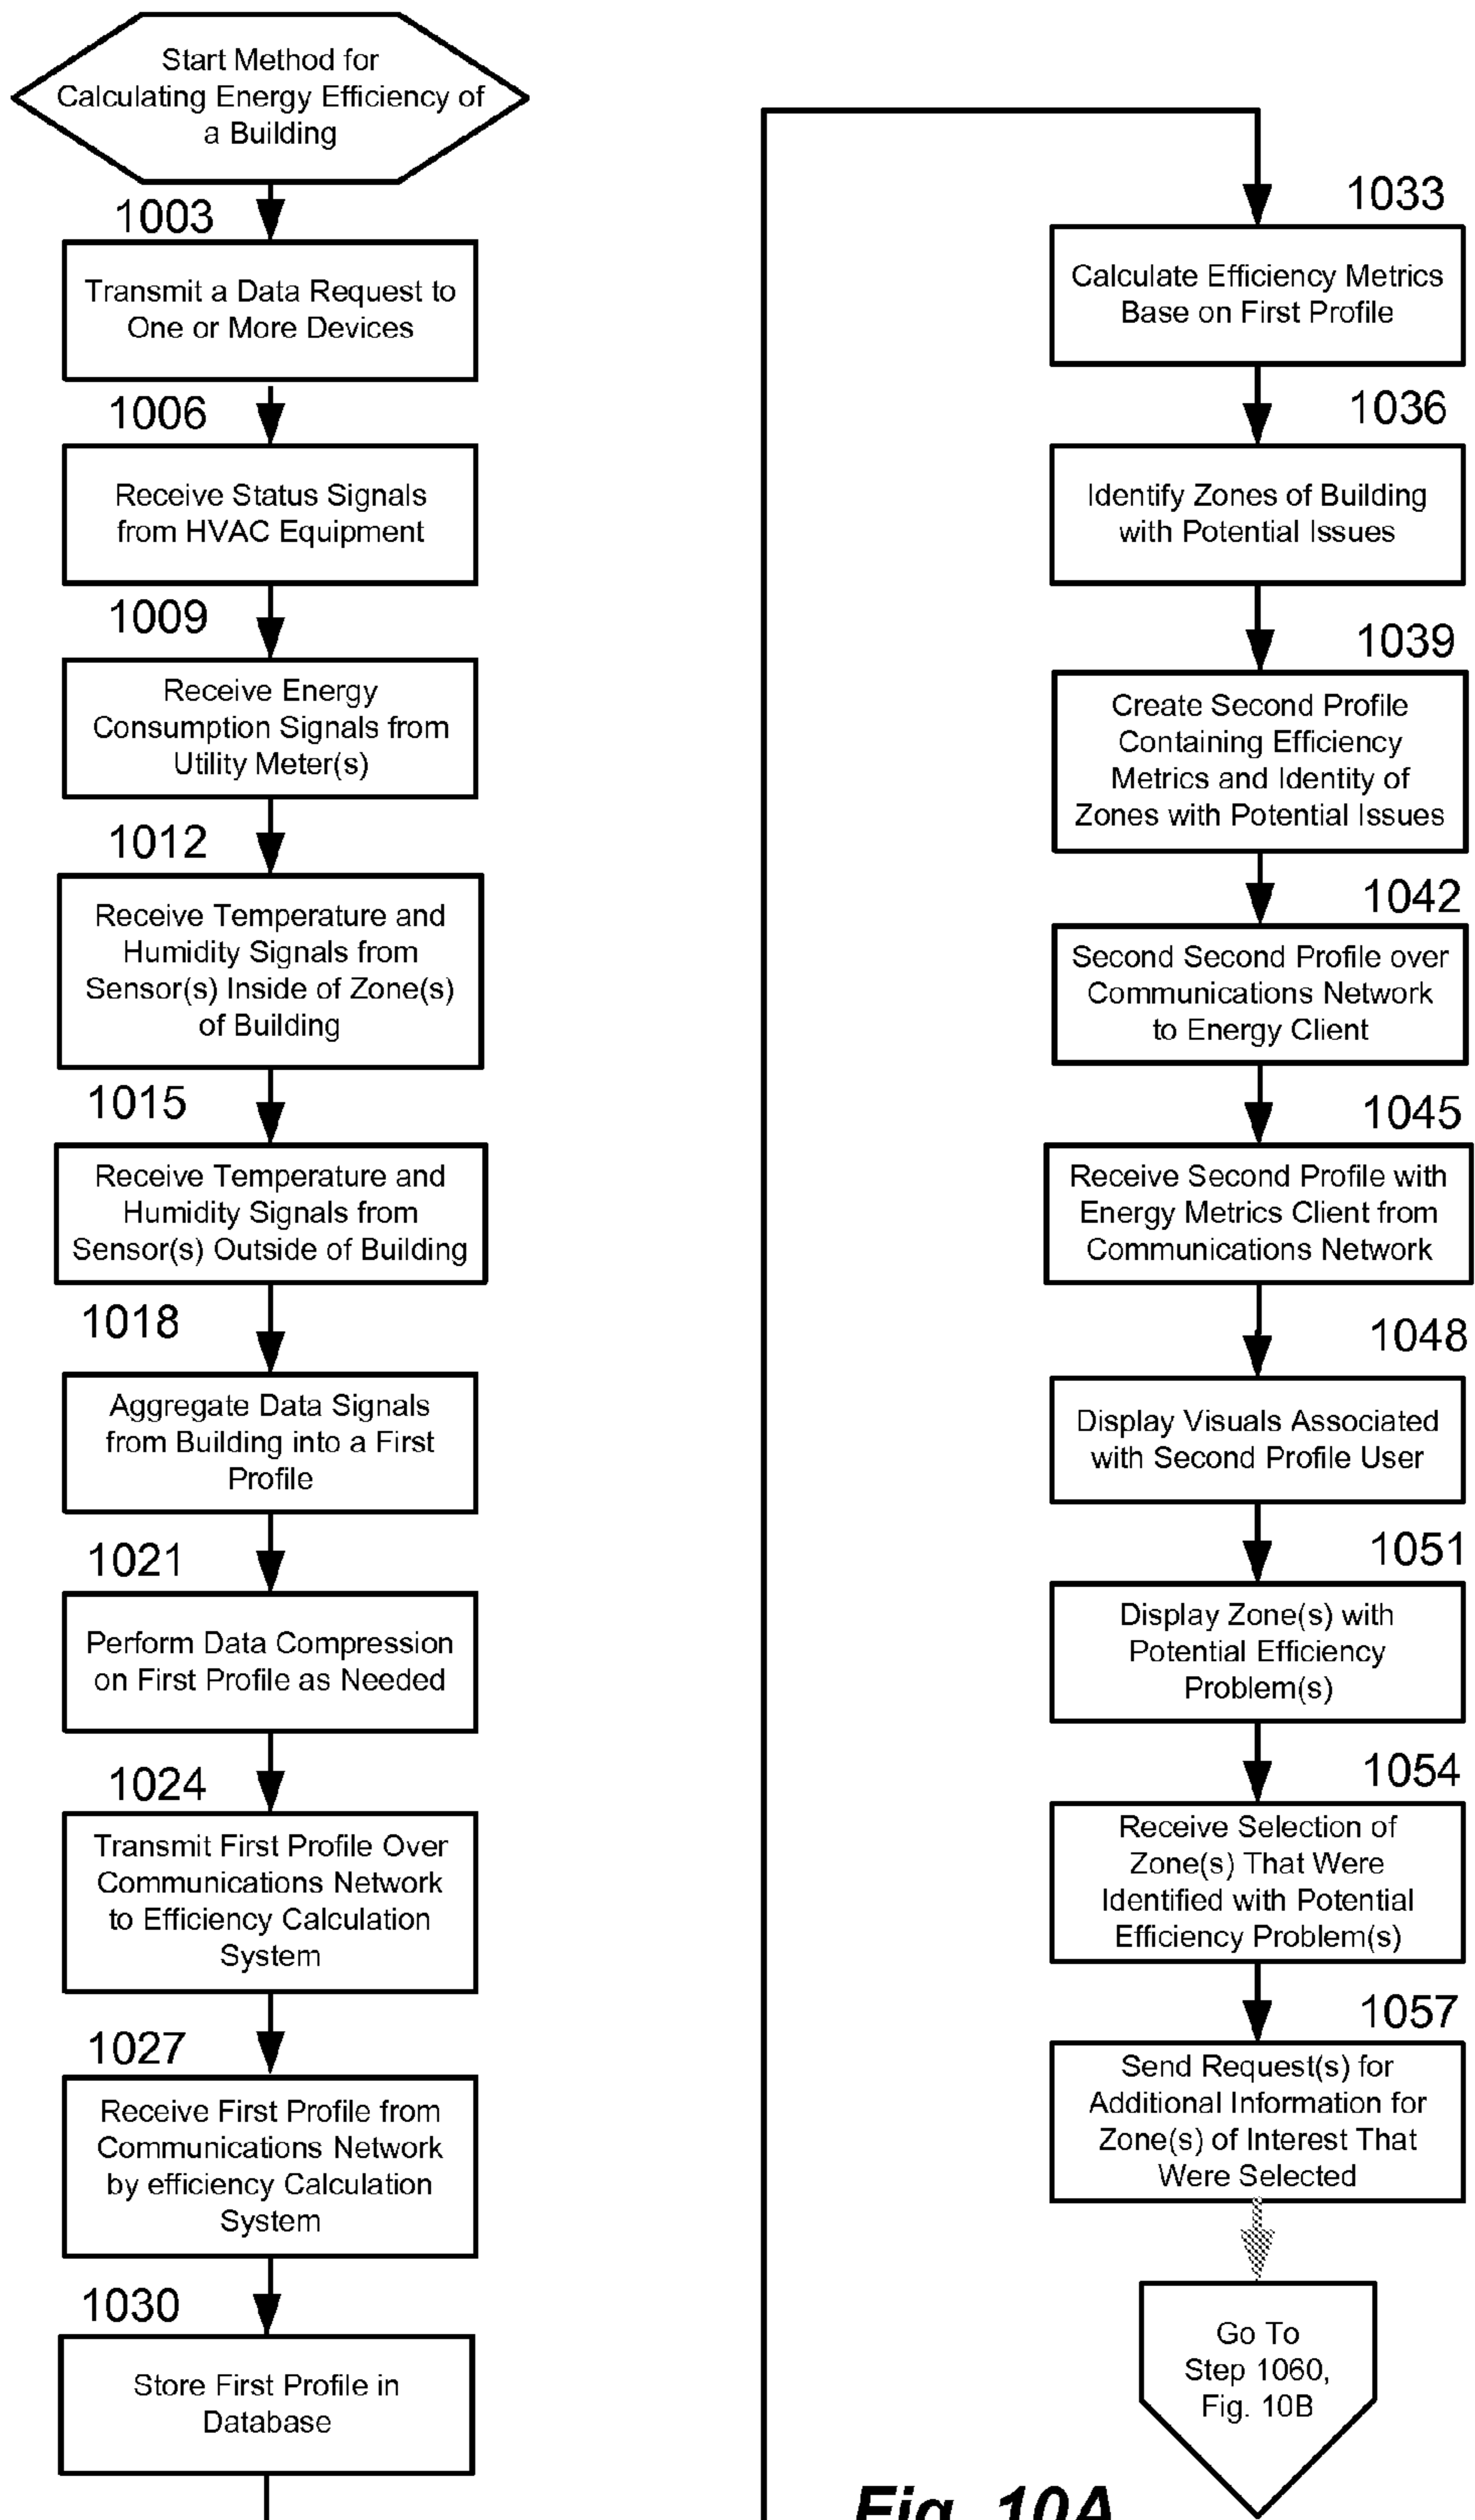 Start Method for
Calculating Energy Efficiency of
a Building
1003
Transmit a Data Request to
One or More Devices
1006
Receive Status Signals
from HVAC Equipment
1009
Receive Energy
Consumption Signals from
Utility Meter(s)
1012
Receive Temperature and
Humidity Signals from
Sensor(s) Inside of Zone(s)
of Building
1015
Receive Temperature and
Humidity Signals from
Sensor(s) Outside of Building
1018
Aggregate Data Signals
from Building into a First
Profile
1021
Perform Data Compression
on First Profile as Needed
1024
Transmit First Profile Over
Communications Network
to Efficiency Calculation
System
1027
Receive First Profile from
Communications Network
by efficiency Calculation
System
1030
Store First Profile in
Database
1033
Calculate Efficiency Metrics
Base on First Profile
1036
Identify Zones of Building
with Potential Issues
1039
Create Second Profile
Containing Efficiency
Metrics and Identity of
Zones with Potential Issues
1042
Second Second Profile over
Communications Network
to Energy Client
1045
Receive Second Profile with
Energy Metrics Client from
Communications Network
1048
Display Visuals Associated
with Second Profile User
1051
Display Zone(s) with
Potential Efficiency
Problem(s)
1054
Receive Selection of
Zone(s) That Were
Identified with Potential
Efficiency Problem(s)
1057
Send Request(s) for
Additional Information for
Zone(s) of Interest That
Were Selected
Go To
Step 1060,
Fig. 10B
Fig. 10A